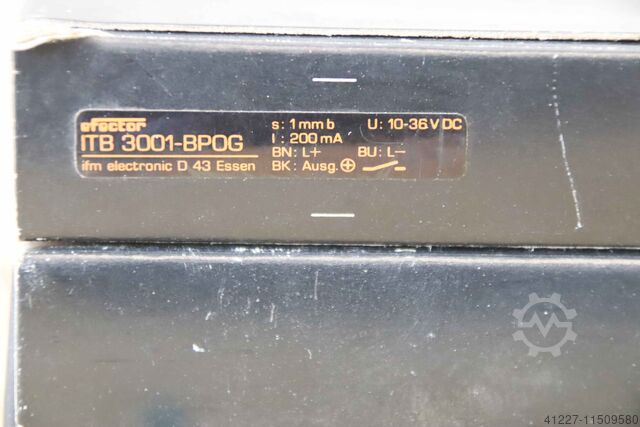 efector
ITB 3001-BPOG
ifm electronic D 43 Essen
s: 1 mm b U: 10-36 V DC
I: 200 mA
BN: L+ BU: L-
BK: Ausg. ⊕
41227-11509580